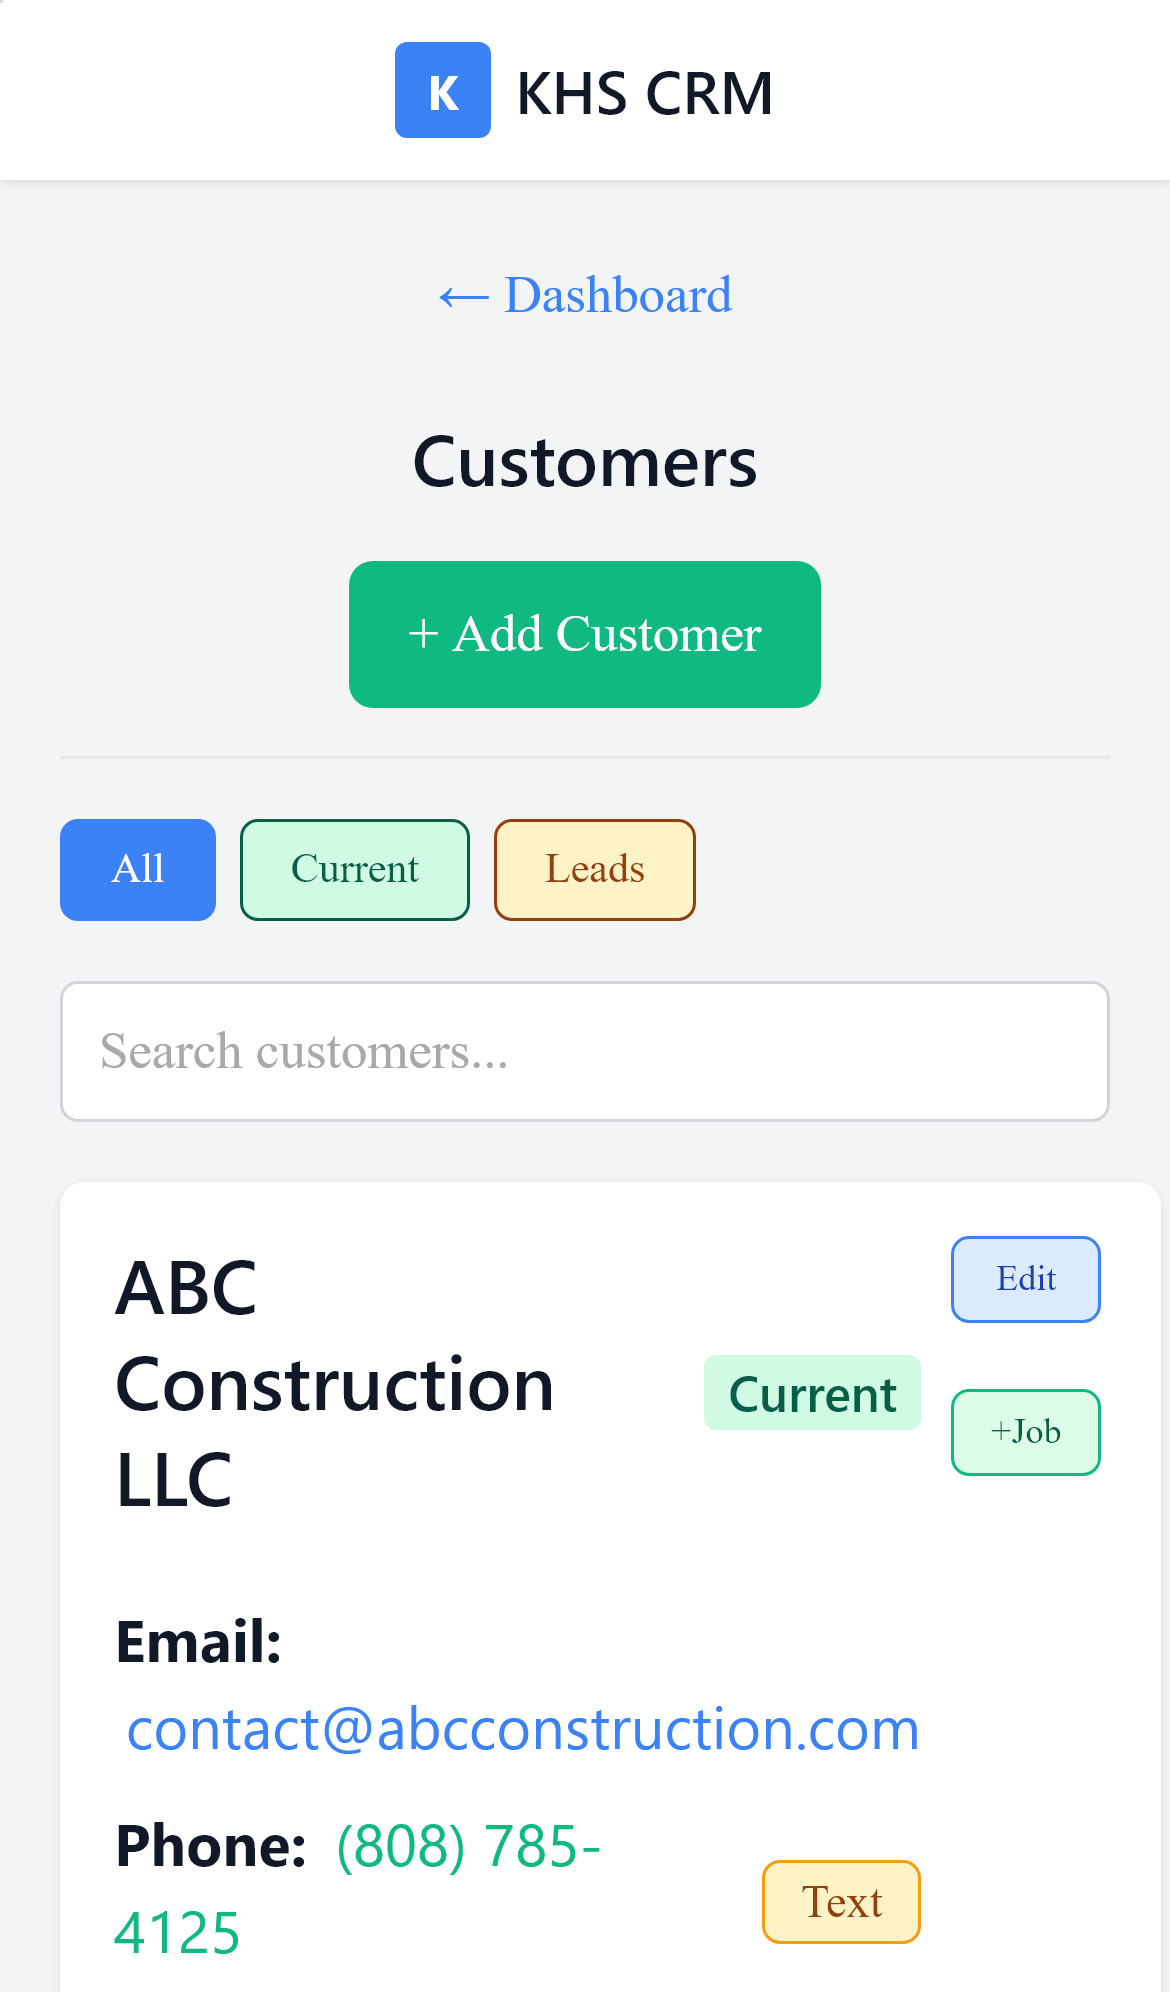 K KHS CRM
← Dashboard
Customers
+ Add Customer
All Current Leads
Search customers...
ABC
Construction
LLC
Current
Edit
+Job
Email:
contact@abcconstruction.com
Phone: (808) 785-
4125
Text